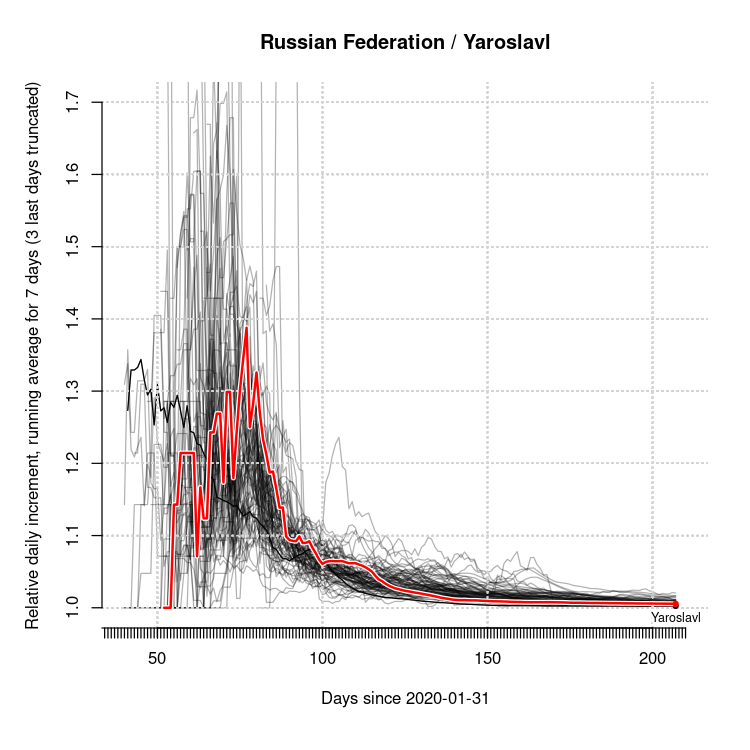 Russian Federation / Yaroslavl
Relative daily increment, running average for 7 days (3 last days truncated)
1.7
1.6
1.5
1.4
1.3
1.2
1.1
1.0
Yaroslavl
50 100 150 200
Days since 2020-01-31